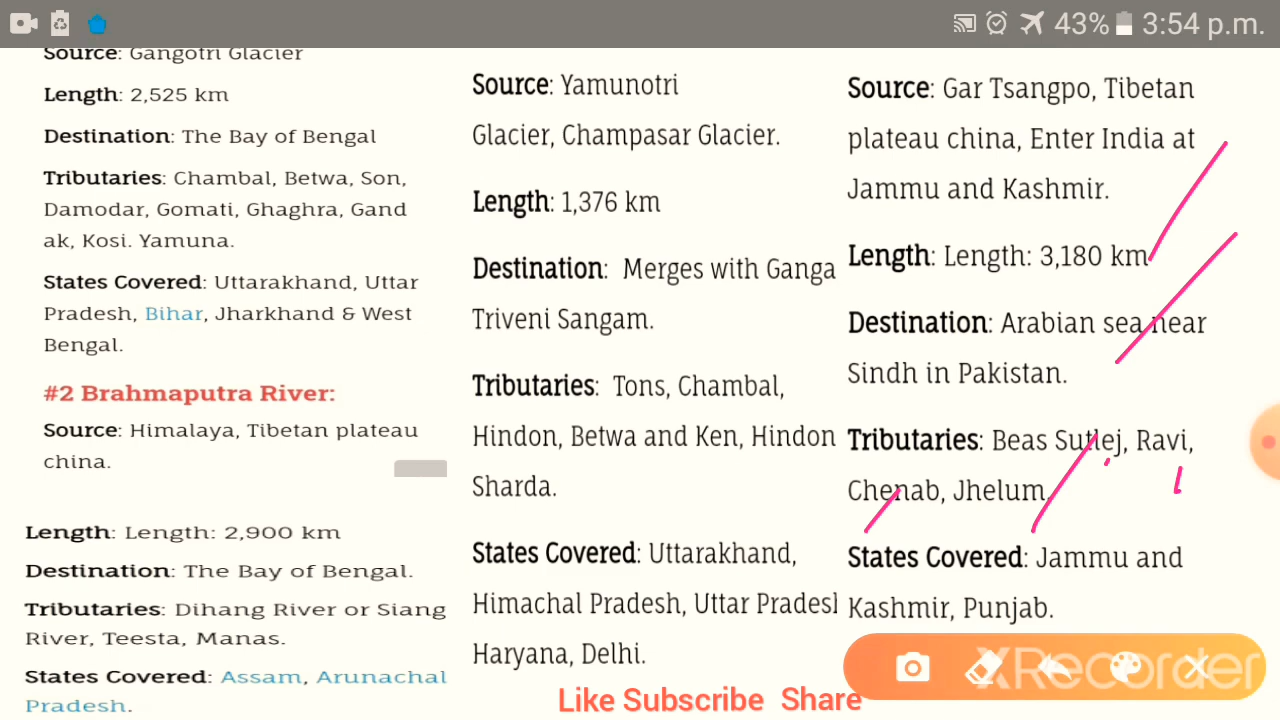 43% 3:54 p.m.
Source: Gangotri Glacier
Length: 2,525 km
Destination: The Bay of Bengal
Tributaries: Chambal, Betwa, Son,
Damodar, Gomati, Ghaghra, Gand
ak, Kosi. Yamuna.
States Covered: Uttarakhand, Uttar
Pradesh, Bihar, Jharkhand & West
Bengal.
#2 Brahmaputra River:
Source: Himalaya, Tibetan plateau
china.
Length: Length: 2,900 km
Destination: The Bay of Bengal.
Tributaries: Dihang River or Siang
River, Teesta, Manas.
States Covered: Assam, Arunachal
Pradesh.
Source: Yamunotri
Glacier, Champasar Glacier.
Length: 1,376 km
Destination: Merges with Ganga
Triveni Sangam.
Tributaries: Tons, Chambal,
Hindon, Betwa and Ken, Hindon
Sharda.
States Covered: Uttarakhand,
Himachal Pradesh, Uttar Pradesh
Haryana, Delhi.
Source: Gar Tsangpo, Tibetan
plateau china, Enter India at
Jammu and Kashmir.
Length: Length: 3,180 km
Destination: Arabian sea near
Sindh in Pakistan.
Tributaries: Beas Sutlej, Ravi,
Chenab, Jhelum.
States Covered: Jammu and
Kashmir, Punjab.
XRecorder
Like Subscribe Share